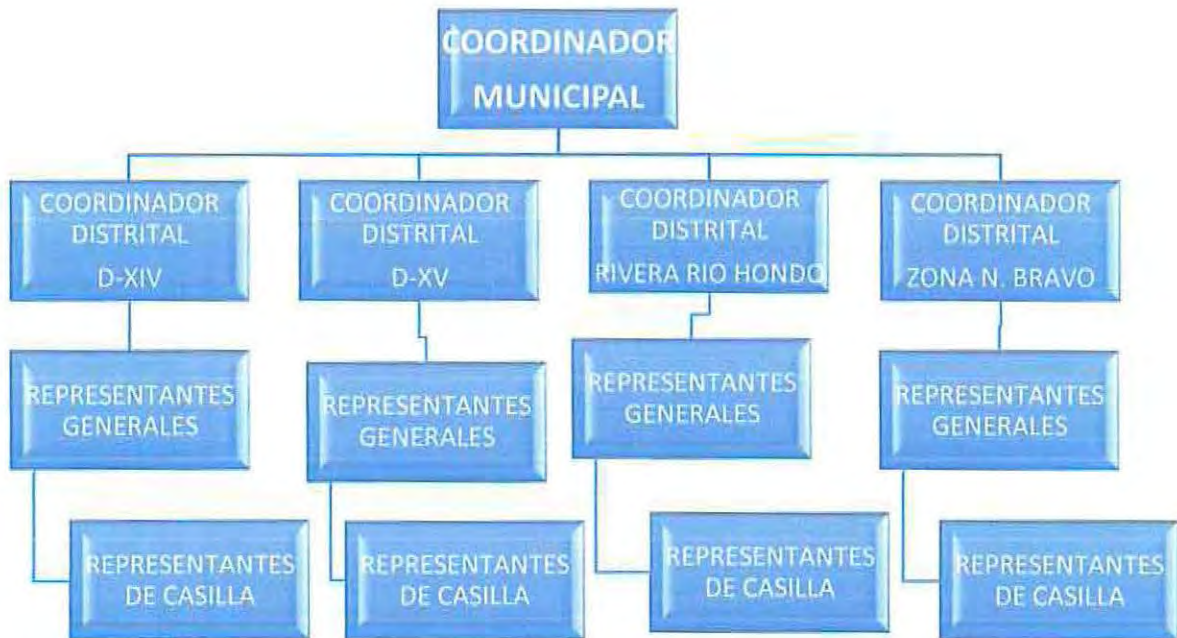 COORDINADOR
MUNICIPAL
COORDINADOR
DISTRITAL
D-XIV
COORDINADOR
DISTRITAL
D-XV
COORDINADOR
DISTRITAL
RIVERA RIO HONDO
COORDINADOR
DISTRITAL
ZONA N. BRAVO
REPRESENTANTES
GENERALES
REPRESENTANTES
GENERALES
REPRESENTANTES
GENERALES
REPRESENTANTES
GENERALES
REPRESENTANTES
DE CASILLA
REPRESENTANTES
DE CASILLA
REPRESENTANTES
DE CASILLA
REPRESENTANTES
DE CASILLA